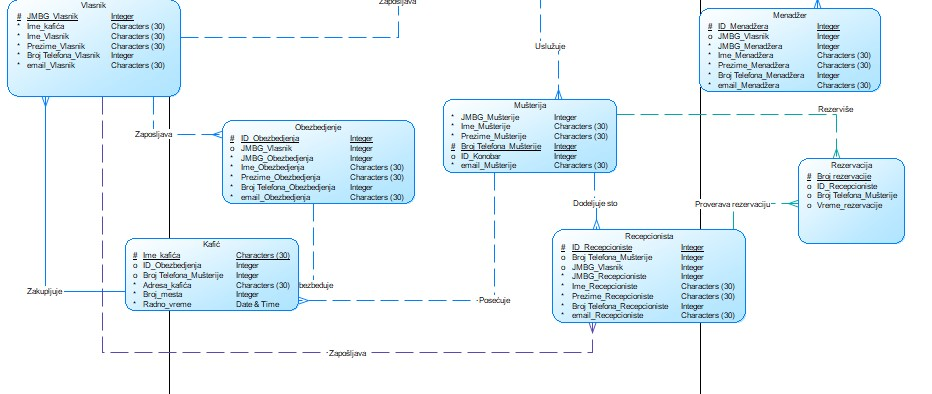 Vlasnik
# JMBG_Vlasnik Integer
* Ime_kafića Characters (30)
* Ime_Vlasnik Characters (30)
* Prezime_Vlasnik Characters (30)
* Broj Telefona_Vlasnik Integer
* email_Vlasnik Characters (30)
Zapošljava
Uslužuje
Menadžer
# ID_Menadžera Integer
o JMBG_Vlasnik Integer
* JMBG_Menadžera Integer
* Ime_Menadžera Characters (30)
* Prezime_Menadžera Characters (30)
* Broj Telefona_Menadžera Integer
* email_Menadžera Characters (30)
Mušterija
* JMBG_Mušterije Integer
* Ime_Mušterije Characters (30)
* Prezime_Mušterije Characters (30)
# Broj Telefona_Mušterije Integer
o ID_Konobar Integer
* email_Mušterije Characters (30)
Rezerviše
Zapošljava
Obezbedjenje
# ID_Obezbedjenja Integer
o JMBG_Vlasnik Integer
* JMBG_Obezbedjenja Integer
* Ime_Obezbedjenja Characters (30)
* Prezime_Obezbedjenja Characters (30)
* Broj Telefona_Obezbedjenja Integer
* email_Obezbedjenja Characters (30)
Rezervacija
# Broj rezervacije
o ID_Recepcioniste
o Broj Telefona_Mušterije
o Vreme_rezervacije
Dodeljuje sto
Proverava rezervaciju
Kafić
# Ime_kafića Characters (30)
o ID_Obezbedjenja Integer
o Broj Telefona_Mušterije Integer
* Adresa_kafića Characters (30)
* Broj_mesta Integer
* Radno_vreme Date & Time
Recepcionista
# ID_Recepcioniste Integer
o Broj Telefona_Mušterije Integer
o JMBG_Vlasnik Integer
* JMBG_Recepcioniste Integer
* Ime_Recepcioniste Characters (30)
* Prezime_Recepcioniste Characters (30)
* Broj Telefona_Recepcioniste Integer
* email_Recepcioniste Characters (30)
Zakupljuje
bezbeduje
Posećuje
Zapošljava